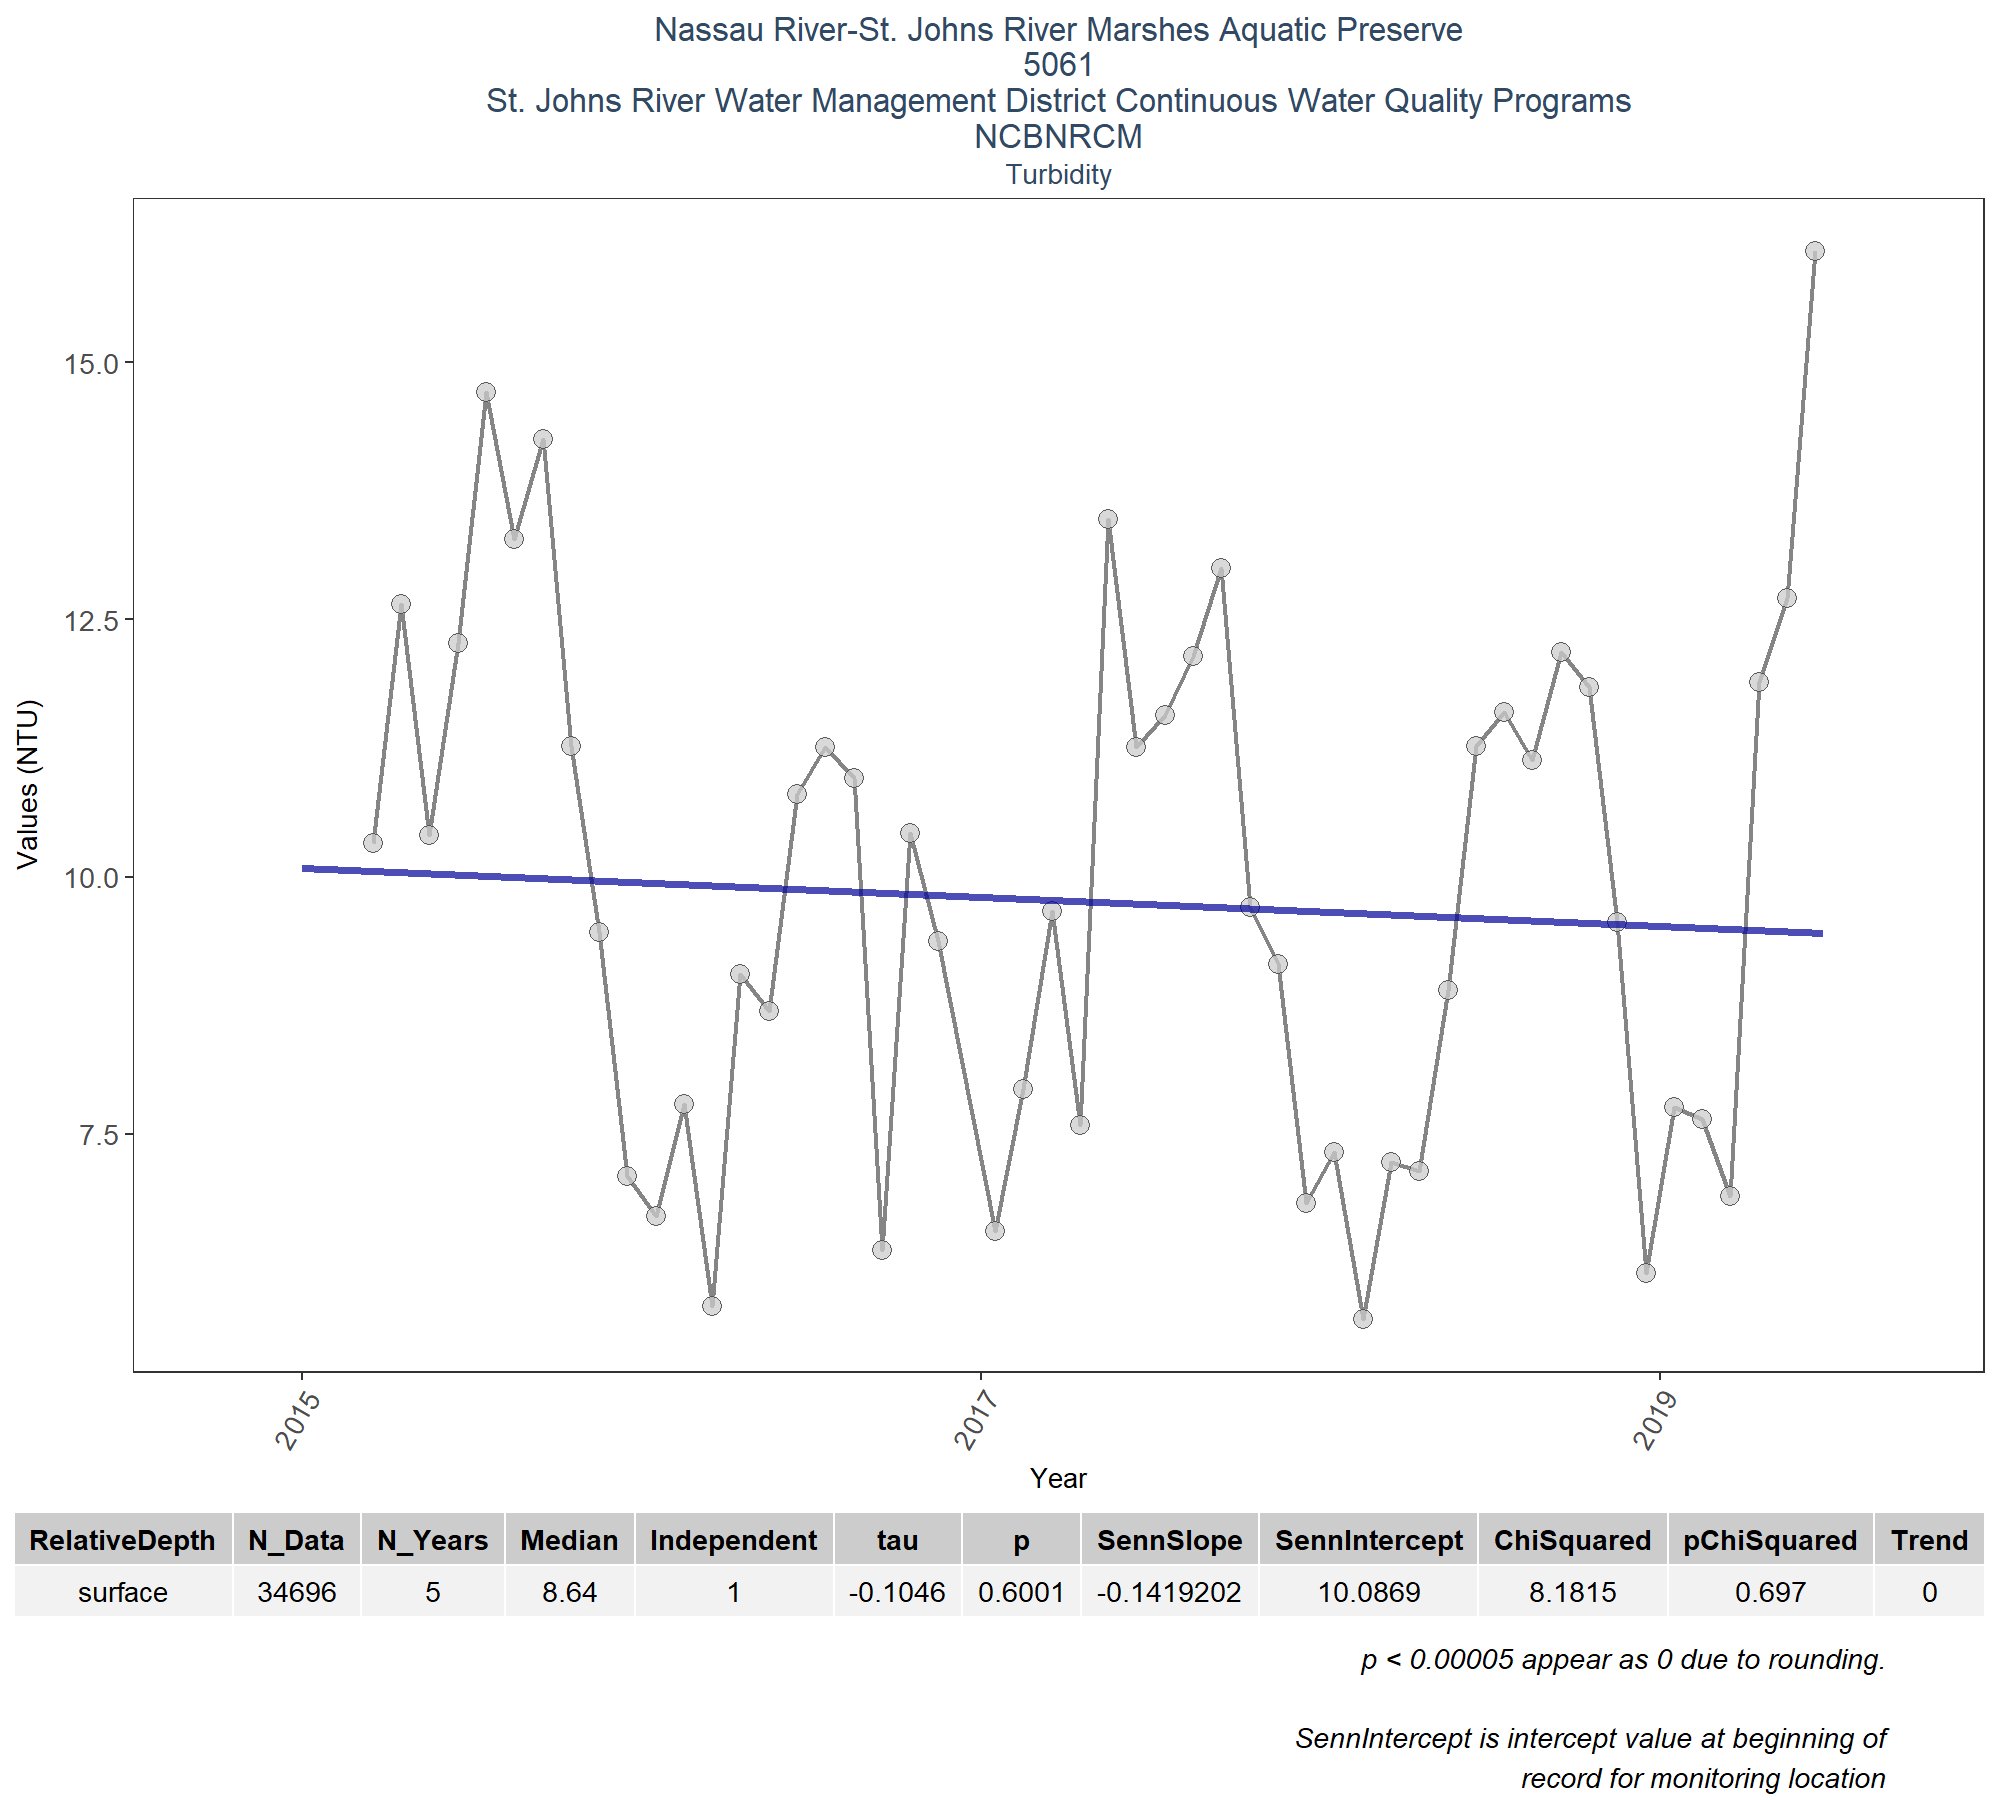 Nassau River-St. Johns River Marshes Aquatic Preserve
5061
St. Johns River Water Management District Continuous Water Quality Programs
NCBNRCM
Turbidity
Values (NTU)
15.0
12.5
10.0
7.5
2015 2017 2019
Year
RelativeDepth N_Data N_Years Median Independent tau p SennSlope SennIntercept ChiSquared pChiSquared Trend
surface 34696 5 8.64 1 -0.1046 0.6001 -0.1419202 10.0869 8.1815 0.697 0
p < 0.00005 appear as 0 due to rounding.
SennIntercept is intercept value at beginning of
record for monitoring location